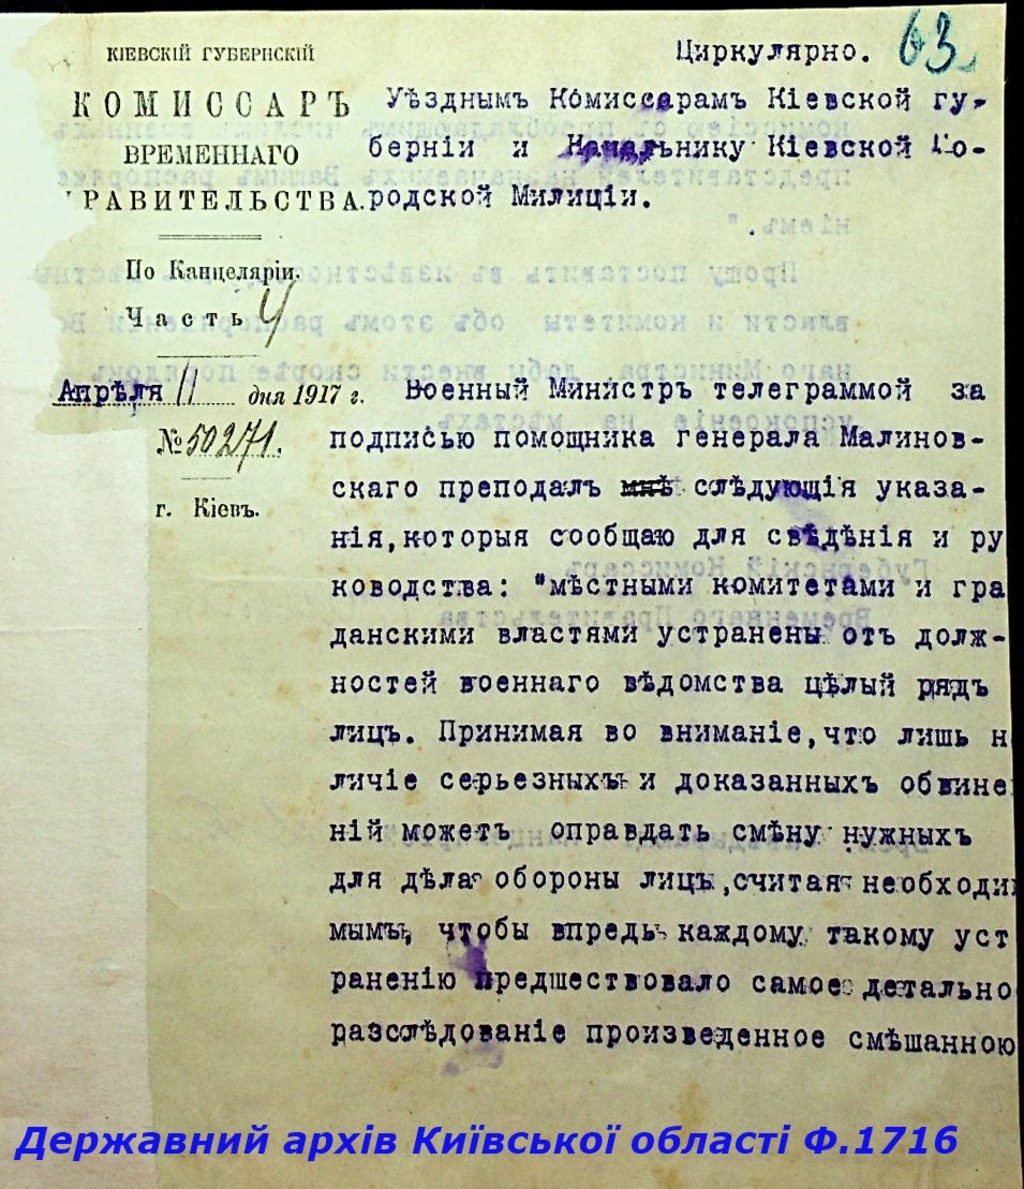 КІЕВСКІЙ ГУБЕРНСКІЙ
КОМИССАРЪ
ВРЕМЕННАГО
РАВИТЕЛЬСТВА.
По Канцеляріи.
Часть 4
Апрѣля 11 дня 1917 г.
№ 50271.
г. Кіевъ.
Циркулярно. 63
Уѣзднымъ Комиссарамъ Кіевской гу-
берніи и Начальнику Кіевской Го-
родской Милиціи.
Военный Министръ телеграммой за
подписью помощника генерала Малинов-
скаго преподалъ мнѣ слѣдующія указа-
нія,которыя сообщаю для свѣдѣнія и ру
ководства: "мѣстными комитетами и гра
данскими властями устранены отъ долж-
ностей военнаго вѣдомства цѣлый рядъ
лицъ. Принимая во вниманіе,что лишь н
личіе серьезныхъ и доказанныхъ обвине
ній можетъ оправдать смѣну нужныхъ
для дѣла обороны лицъ,считая необходи
мымъ, чтобы впредь каждому такому уст
раненію предшествовало самое детально
разслѣдованіе произведенное смѣшанною
Державний архів Київської області Ф.1716